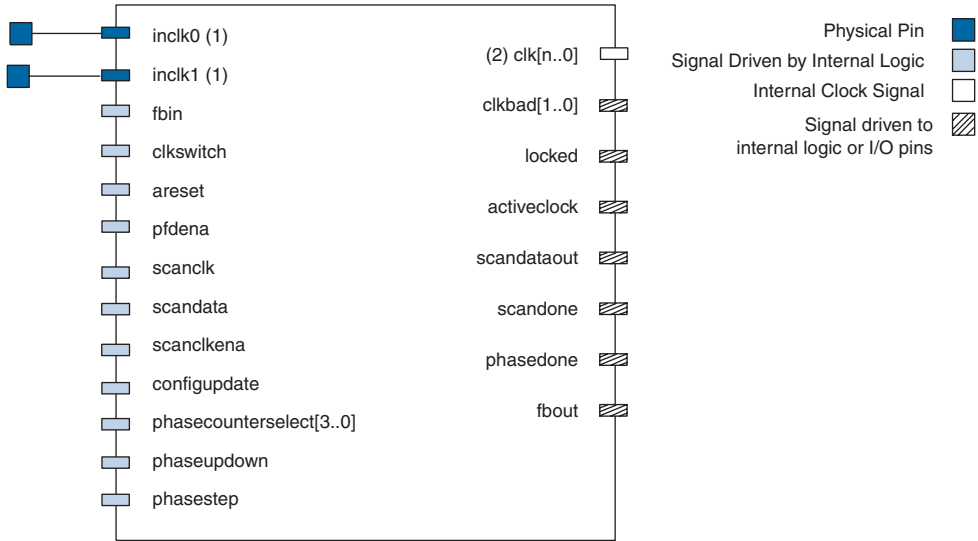 inclk0 (1)
inclk1 (1)
fbin
clkswitch
areset
pfdena
scanclk
scandata
scanclkena
configupdate
phasecounterselect[3..0]
phaseupdown
phasestep
(2) clk[n..0]
clkbad[1..0]
locked
activeclock
scandataout
scandone
phasedone
fbout
Physical Pin
Signal Driven by Internal Logic
Internal Clock Signal
Signal driven to
internal logic or I/O pins